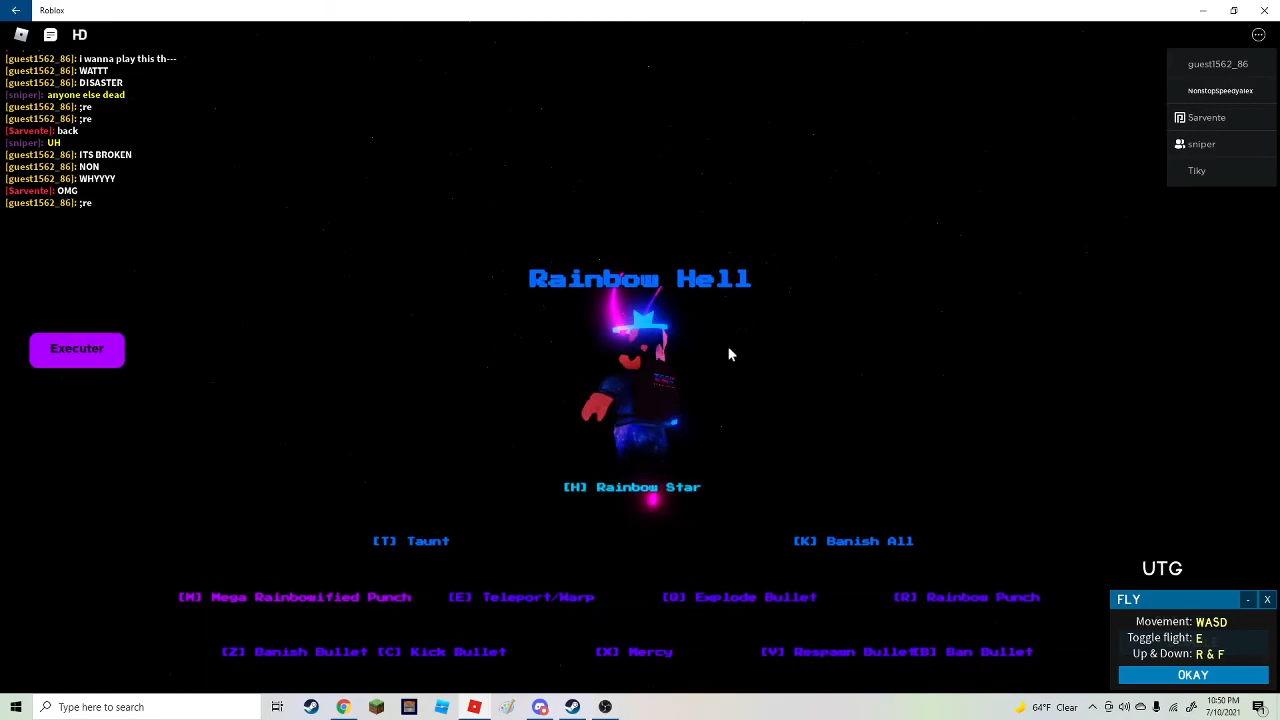 Roblox
HD
[guest1562_86]: i wanna play this th---
[guest1562_86]: WATTT
[guest1562_86]: DISASTER
[sniper]: anyone else dead
[guest1562_86]: ;re
[guest1562_86]: ;re
[Sarvente]: back
[sniper]: UH
[guest1562_86]: ITS BROKEN
[guest1562_86]: NON
[guest1562_86]: WHYYYY
[Sarvente]: OMG
[guest1562_86]: ;re
guest1562_86
NonstopSpeedyalex
Sarvente
sniper
Tiky
Rainbow Hell
Executer
[H] Rainbow Star
[T] Taunt
[K] Banish All
[M] Mega Rainbowified Punch
[E] Teleport/Warp
[Q] Explode Bullet
[R] Rainbow Punch
[Z] Banish Bullet
[C] Kick Bullet
[X] Mercy
[V] Respawn Bullet
[B] Ban Bullet
UTG
FLY
- X
Movement: WASD
Toggle flight: E
Up & Down: R & F
OKAY
Type here to search
64°F Clear
10:50 PM
7/10/2021